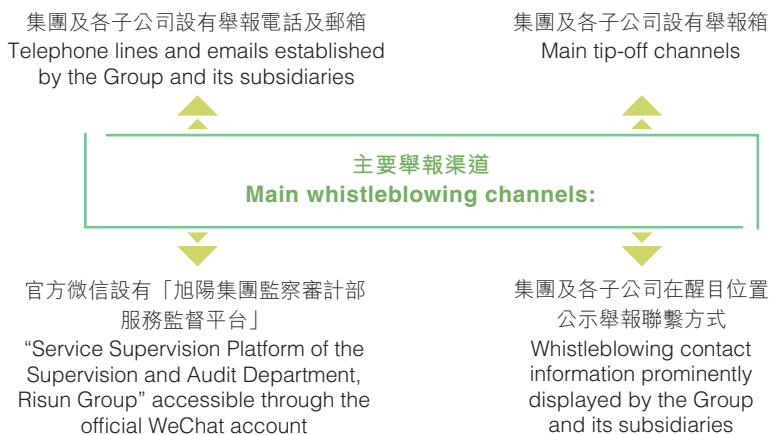 集團及各子公司設有舉報電話及郵箱
Telephone lines and emails established
by the Group and its subsidiaries
集團及各子公司設有舉報箱
Main tip-off channels
主要舉報渠道
Main whistleblowing channels:
官方微信設有「旭陽集團監察審計部
服務監督平台」
“Service Supervision Platform of the
Supervision and Audit Department,
Risun Group” accessible through the
official WeChat account
集團及各子公司在醒目位置
公示舉報聯繫方式
Whistleblowing contact
information prominently
displayed by the Group
and its subsidiaries